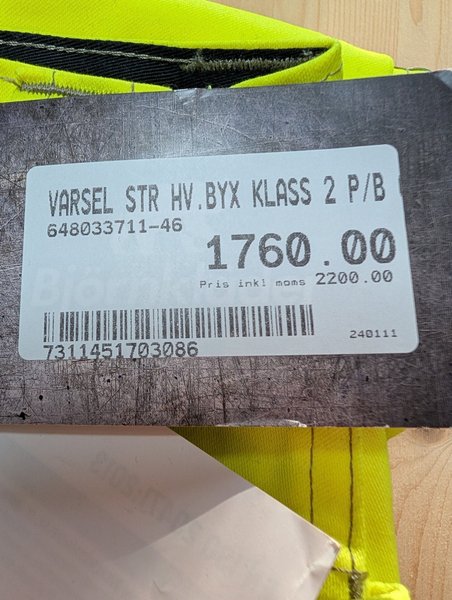 VARSEL STR HV.BYX KLASS 2 P/B
648033711-46
1760.00
Pris inkl moms 2200.00
7311451703086
240111